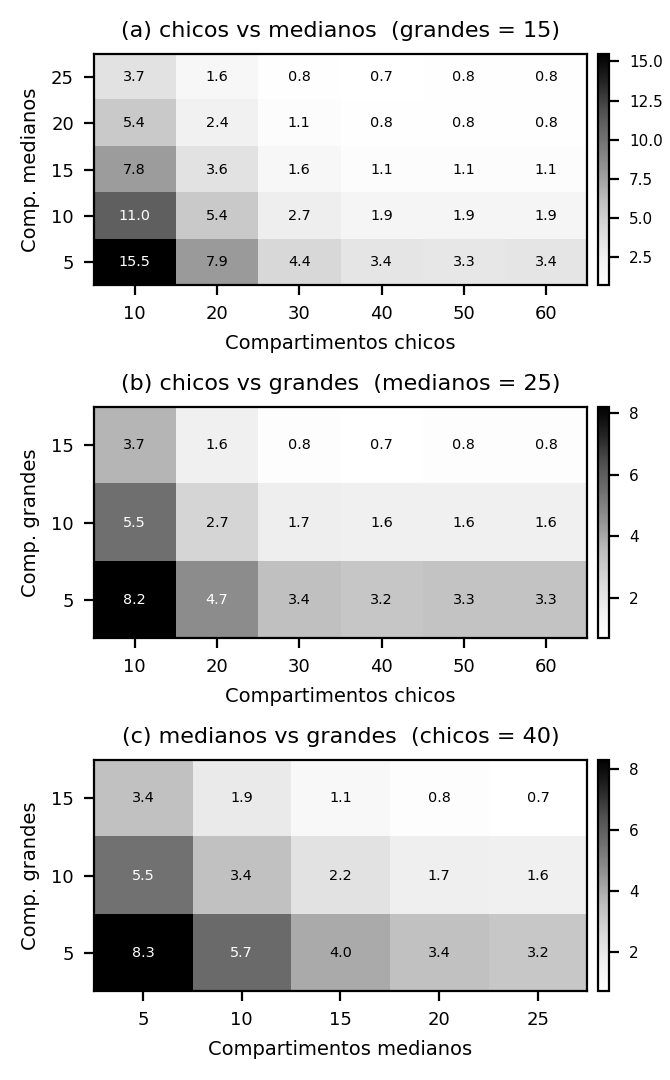 (a) chicos vs medianos (grandes = 15)
Comp. medianos
25 3.7 1.6 0.8 0.7 0.8 0.8
20 5.4 2.4 1.1 0.8 0.8 0.8
15 7.8 3.6 1.6 1.1 1.1 1.1
10 11.0 5.4 2.7 1.9 1.9 1.9
5 15.5 7.9 4.4 3.4 3.3 3.4
10 20 30 40 50 60
Compartimentos chicos
15.0
12.5
10.0
7.5
5.0
2.5
(b) chicos vs grandes (medianos = 25)
Comp. grandes
15 3.7 1.6 0.8 0.7 0.8 0.8
10 5.5 2.7 1.7 1.6 1.6 1.6
5 8.2 4.7 3.4 3.2 3.3 3.3
10 20 30 40 50 60
Compartimentos chicos
8
6
4
2
(c) medianos vs grandes (chicos = 40)
Comp. grandes
15 3.4 1.9 1.1 0.8 0.7
10 5.5 3.4 2.2 1.7 1.6
5 8.3 5.7 4.0 3.4 3.2
5 10 15 20 25
Compartimentos medianos
8
6
4
2